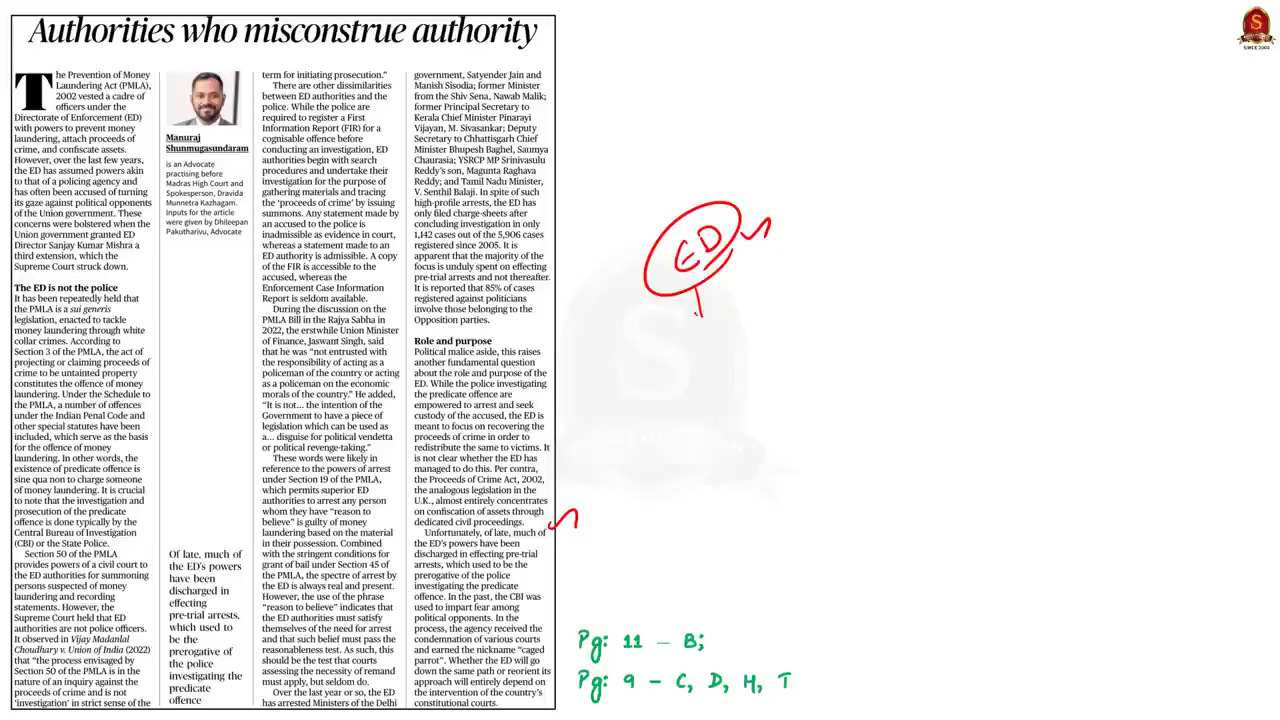 Authorities who misconstrue authority
The Prevention of Money
Laundering Act (PMLA),
2002 vested a cadre of
officers under the
Directorate of Enforcement (ED)
with powers to prevent money
laundering, attach proceeds of
crime, and confiscate assets.
However, over the last few years,
the ED has assumed powers akin
to that of a policing agency and
has often been accused of turning
its gaze against political opponents
of the Union government. These
concerns were bolstered when the
Union government granted ED
Director Sanjay Kumar Mishra a
third extension, which the
Supreme Court struck down.
The ED is not the police
It has been repeatedly held that
the PMLA is a sui generis
legislation, enacted to tackle
money laundering through white
collar crimes. According to
Section 3 of the PMLA, the act of
projecting or claiming proceeds of
crime to be untainted property
constitutes the offence of money
laundering. Under the Schedule to
the PMLA, a number of offences
under the Indian Penal Code and
other special statutes have been
included, which serve as the basis
for the offence of money
laundering. In other words, the
existence of predicate offence is
sine qua non to charge someone
of money laundering. It is crucial
to note that the investigation and
prosecution of the predicate
offence is done typically by the
Central Bureau of Investigation
(CBI) or the State Police.
Section 50 of the PMLA
provides powers of a civil court to
the ED authorities for summoning
persons suspected of money
laundering and recording
statements. However, the
Supreme Court held that ED
authorities are not police officers.
It observed in Vijay Madanlal
Choudhary v. Union of India (2022)
that "the process envisaged by
Section 50 of the PMLA is in the
nature of an inquiry against the
proceeds of crime and is not
'investigation' in strict sense of the
Manuraj
Shunmugasundaram
is an Advocate
practising before
Madras High Court and
Spokesperson, Dravida
Munnetra Kazhagam.
Inputs for the article
were given by Dhileepan
Pakutharivu, Advocate
Of late, much of
the ED's powers
have been
discharged in
effecting
pre-trial arrests,
which used to
be the
prerogative of
the police
investigating the
predicate
offence
term for initiating prosecution."
There are other dissimilarities
between ED authorities and the
police. While the police are
required to register a First
Information Report (FIR) for a
cognisable offence before
conducting an investigation, ED
authorities begin with search
procedures and undertake their
investigation for the purpose of
gathering materials and tracing
the 'proceeds of crime' by issuing
summons. Any statement made by
an accused to the police is
inadmissible as evidence in court,
whereas a statement made to an
ED authority is admissible. A copy
of the FIR is accessible to the
accused, whereas the
Enforcement Case Information
Report is seldom available.
During the discussion on the
PMLA Bill in the Rajya Sabha in
2022, the erstwhile Union Minister
of Finance, Jaswant Singh, said
that he was "not entrusted with
the responsibility of acting as a
policeman of the country or acting
as a policeman on the economic
morals of the country." He added,
"It is not... the intention of the
Government to have a piece of
legislation which can be used as
a... disguise for political vendetta
or political revenge-taking."
These words were likely in
reference to the powers of arrest
under Section 19 of the PMLA,
which permits superior ED
authorities to arrest any person
whom they have "reason to
believe" is guilty of money
laundering based on the material
in their possession. Combined
with the stringent conditions for
grant of bail under Section 45 of
the PMLA, the spectre of arrest by
the ED is always real and present.
However, the use of the phrase
"reason to believe" indicates that
the ED authorities must satisfy
themselves of the need for arrest
and that such belief must pass the
reasonableness test. As such, this
should be the test that courts
assessing the necessity of remand
must apply, but seldom do.
Over the last year or so, the ED
has arrested Ministers of the Delhi
government, Satyender Jain and
Manish Sisodia; former Minister
from the Shiv Sena, Nawab Malik;
former Principal Secretary to
Kerala Chief Minister Pinarayi
Vijayan, M. Sivasankar; Deputy
Secretary to Chhattisgarh Chief
Minister Bhupesh Baghel, Saumya
Chaurasia; YSRCP MP Srinivasulu
Reddy's son, Magunta Raghava
Reddy; and Tamil Nadu Minister,
V. Senthil Balaji. In spite of such
high-profile arrests, the ED has
only filed charge-sheets after
concluding investigation in only
1,142 cases out of the 5,906 cases
registered since 2005. It is
apparent that the majority of the
focus is unduly spent on effecting
pre-trial arrests and not thereafter.
It is reported that 85% of cases
registered against politicians
involve those belonging to the
Opposition parties.
Role and purpose
Political malice aside, this raises
another fundamental question
about the role and purpose of the
ED. While the police investigating
the predicate offence are
empowered to arrest and seek
custody of the accused, the ED is
meant to focus on recovering the
proceeds of crime in order to
redistribute the same to victims. It
is not clear whether the ED has
managed to do this. Per contra,
the Proceeds of Crime Act, 2002,
the analogous legislation in the
U.K., almost entirely concentrates
on confiscation of assets through
dedicated civil proceedings.
Unfortunately, of late, much of
the ED's powers have been
discharged in effecting pre-trial
arrests, which used to be the
prerogative of the police
investigating the predicate
offence. In the past, the CBI was
used to impart fear among
political opponents. In the
process, the agency received the
condemnation of various courts
and earned the nickname "caged
parrot". Whether the ED will go
down the same path or reorient its
approach will entirely depend on
the intervention of the country's
constitutional courts.
ED
Pg: 11 - B;
Pg: 9 - C, D, H, T
S
SINCE 2004